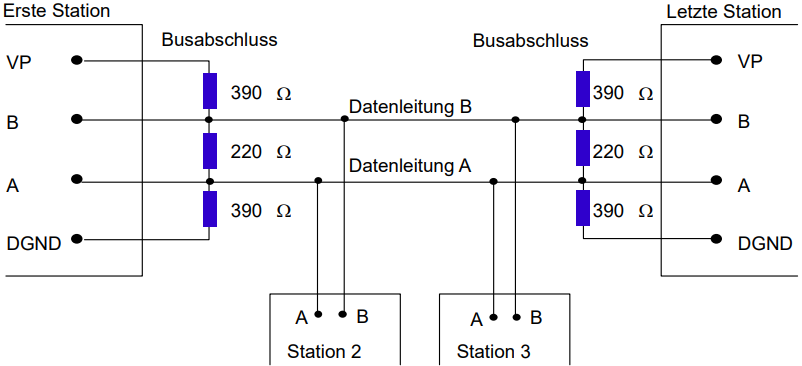 Erste Station
Letzte Station
Busabschluss
Busabschluss
VP
390 Ω
390 Ω
VP
Datenleitung B
B
B
220 Ω
220 Ω
Datenleitung A
A
A
390 Ω
390 Ω
DGND
DGND
A B
A B
Station 2
Station 3